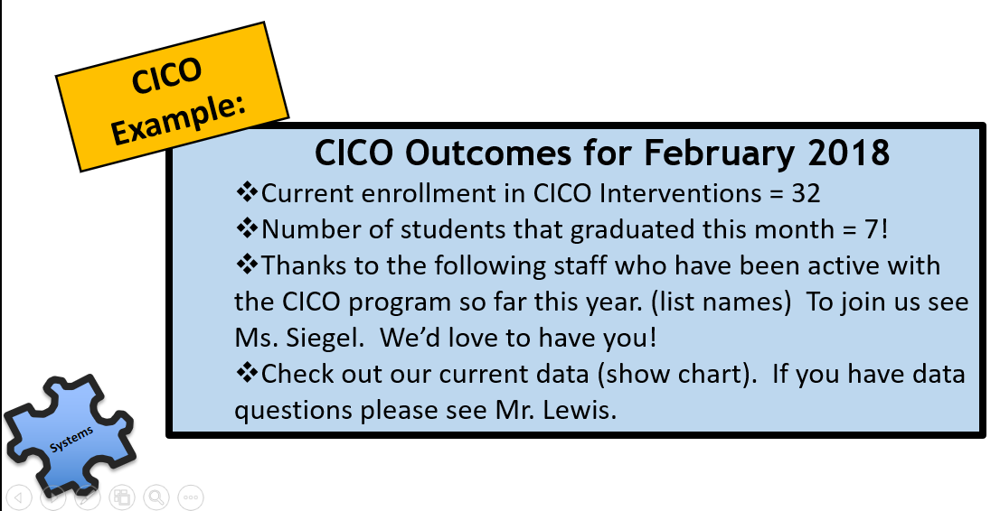 CICO
Example:
CICO Outcomes for February 2018
❖Current enrollment in CICO Interventions = 32
❖Number of students that graduated this month = 7!
❖Thanks to the following staff who have been active with
the CICO program so far this year. (list names)  To join us see
Ms. Siegel.  We’d love to have you!
❖Check out our current data (show chart).  If you have data
questions please see Mr. Lewis.
Systems